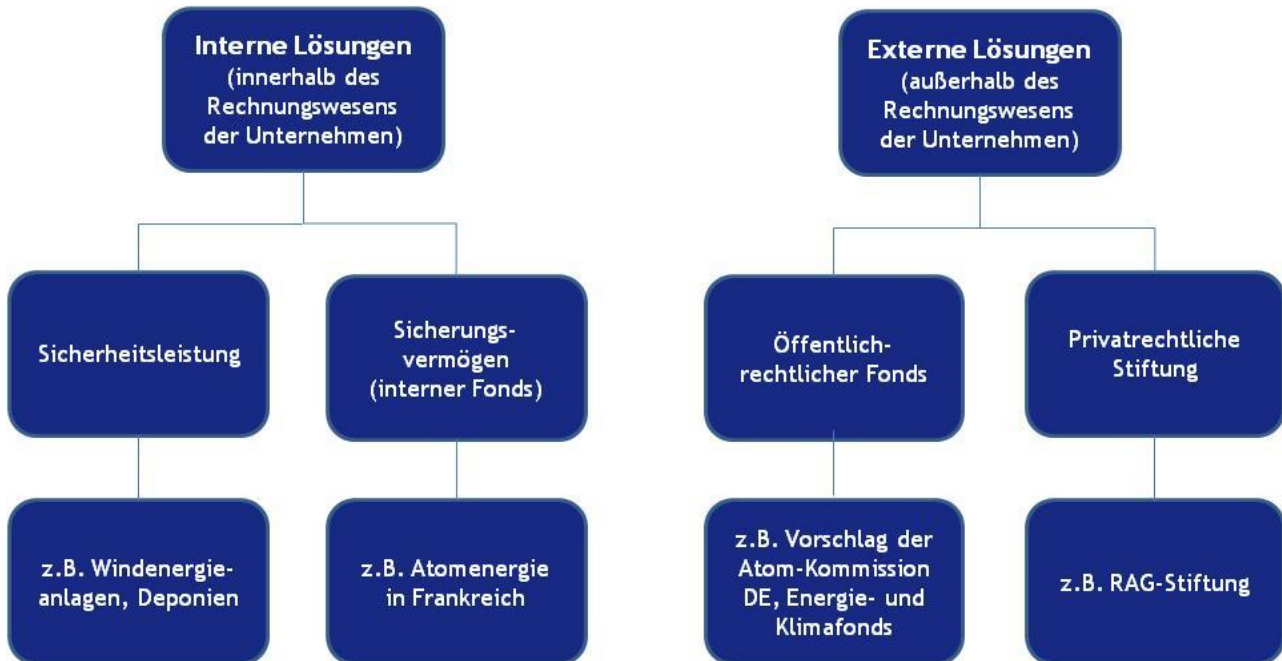 Interne Lösungen
(innerhalb des
Rechnungswesens
der Unternehmen)
Externe Lösungen
(außerhalb des
Rechnungswesens
der Unternehmen)
Sicherheitsleistung
Sicherungs-
vermögen
(interner Fonds)
Öffentlich-
rechtlicher Fonds
Privatrechtliche
Stiftung
z.B. Windenergie-
anlagen, Deponien
z.B. Atomenergie
in Frankreich
z.B. Vorschlag der
Atom-Kommission
DE, Energie- und
Klimafonds
z.B. RAG-Stiftung